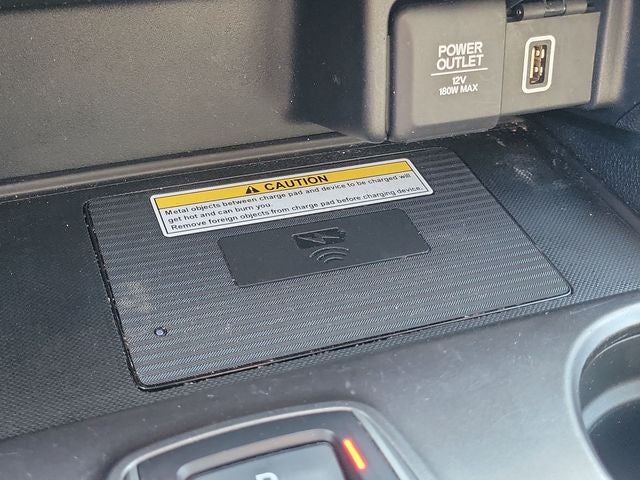 POWER
OUTLET
12V
180W MAX
CAUTION
Metal objects between charge pad and device to be charged will
get hot and can burn you.
Remove foreign objects from charge pad before charging device.
P